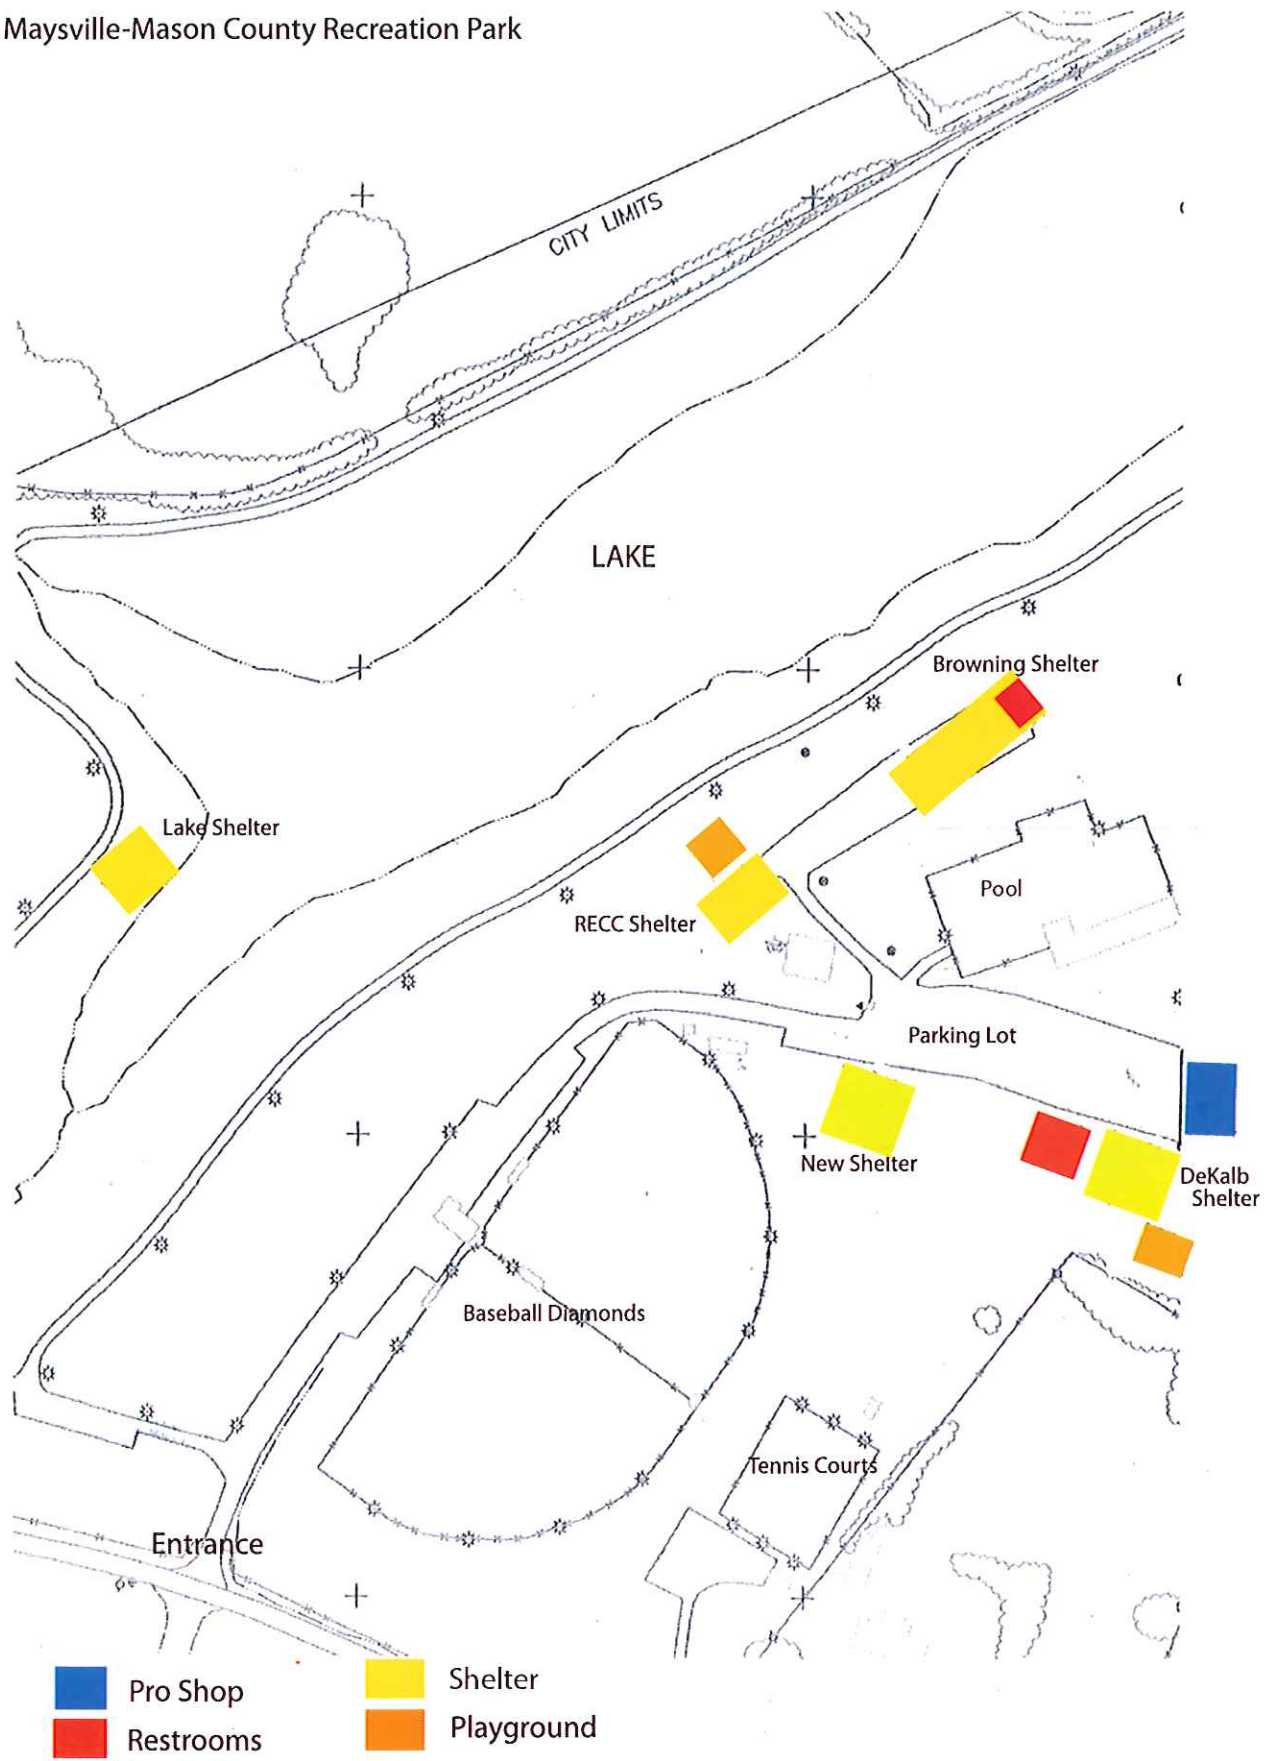 Maysville-Mason County Recreation Park
CITY LIMITS
LAKE
Browning Shelter
Lake Shelter
Pool
RECC Shelter
Parking Lot
New Shelter
DeKalb
Shelter
Baseball Diamonds
Tennis Courts
Entrance
Pro Shop
Shelter
Restrooms
Playground